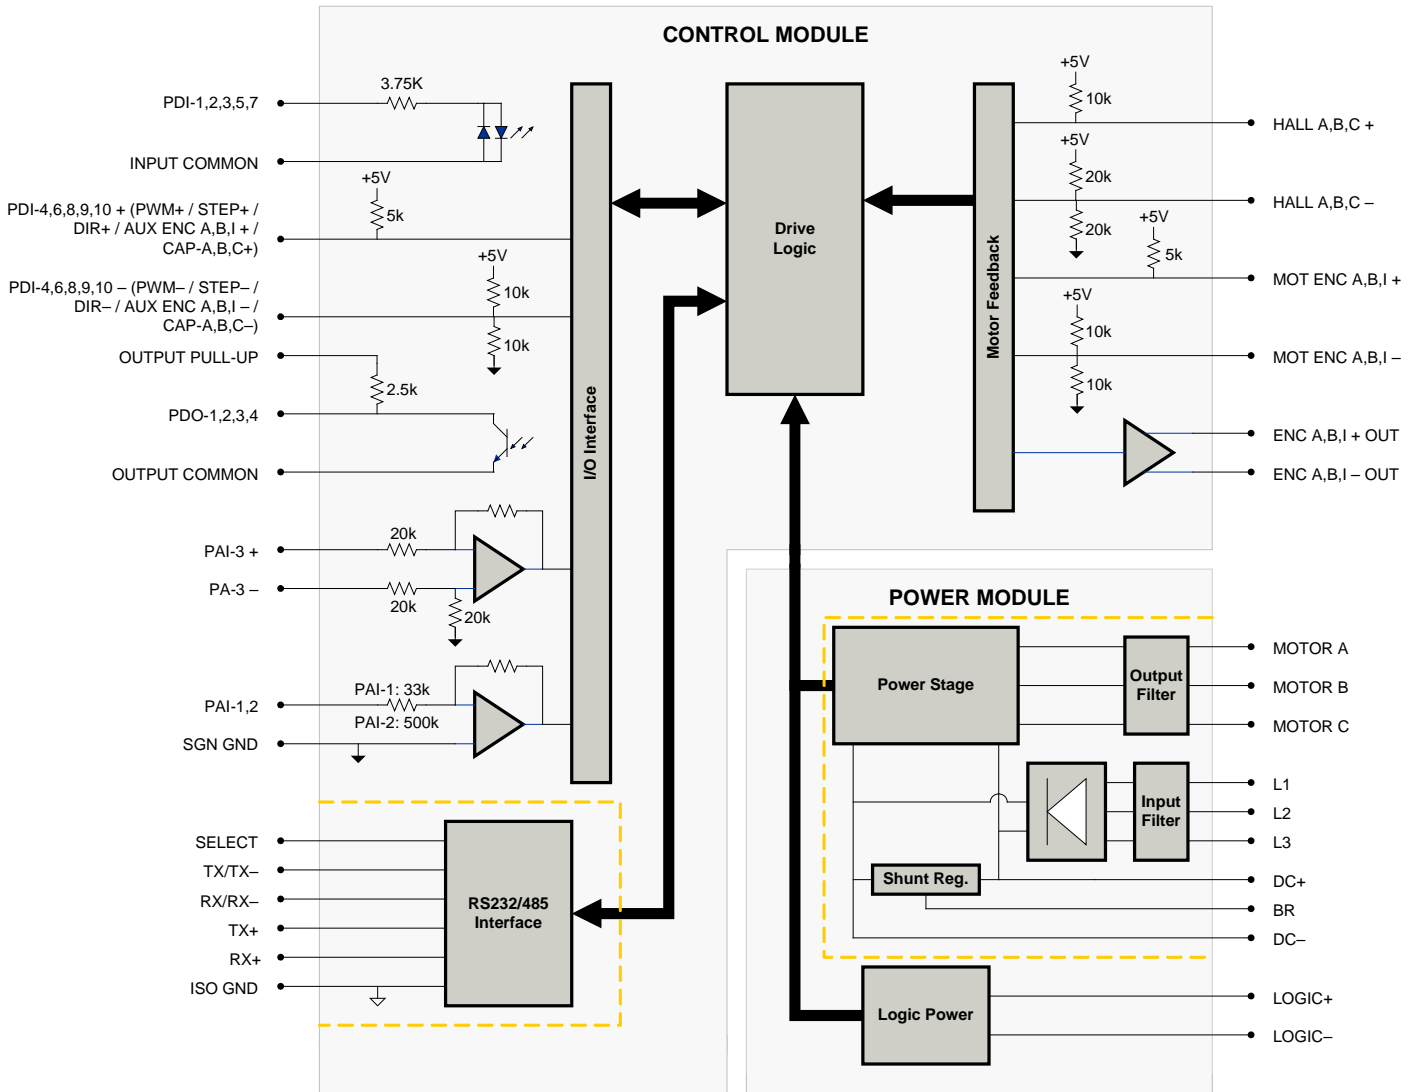 CONTROL MODULE
PDI-1,2,3,5,7
3.75K
INPUT COMMON
+5V
5k
PDI-4,6,8,9,10 + (PWM+ / STEP+ /
DIR+ / AUX ENC A,B,I + /
CAP-A,B,C+)
+5V
10k
10k
PDI-4,6,8,9,10 – (PWM– / STEP– /
DIR– / AUX ENC A,B,I – /
CAP-A,B,C–)
OUTPUT PULL-UP
2.5k
PDO-1,2,3,4
OUTPUT COMMON
PAI-3 +
20k
PA-3 –
20k
20k
PAI-1: 33k
PAI-1,2
PAI-2: 500k
SGN GND
I/O Interface
SELECT
TX/TX–
RX/RX–
TX+
RX+
ISO GND
RS232/485
Interface
Drive
Logic
Motor Feedback
+5V
10k
HALL A,B,C +
+5V
20k
HALL A,B,C –
20k
+5V
5k
MOT ENC A,B,I +
+5V
10k
MOT ENC A,B,I –
10k
ENC A,B,I + OUT
ENC A,B,I – OUT
POWER MODULE
Power Stage
Output
Filter
MOTOR A
MOTOR B
MOTOR C
Input
Filter
L1
L2
L3
Shunt Reg.
DC+
BR
DC–
Logic Power
LOGIC+
LOGIC–